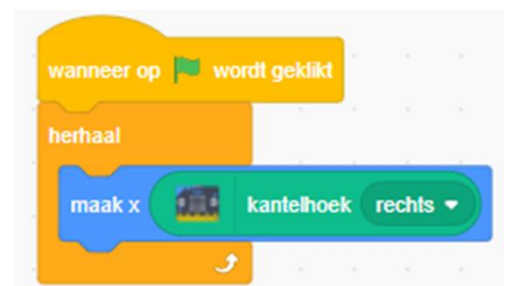 wanneer op wordt geklikt
herhaal
maak x kantelhoek rechts